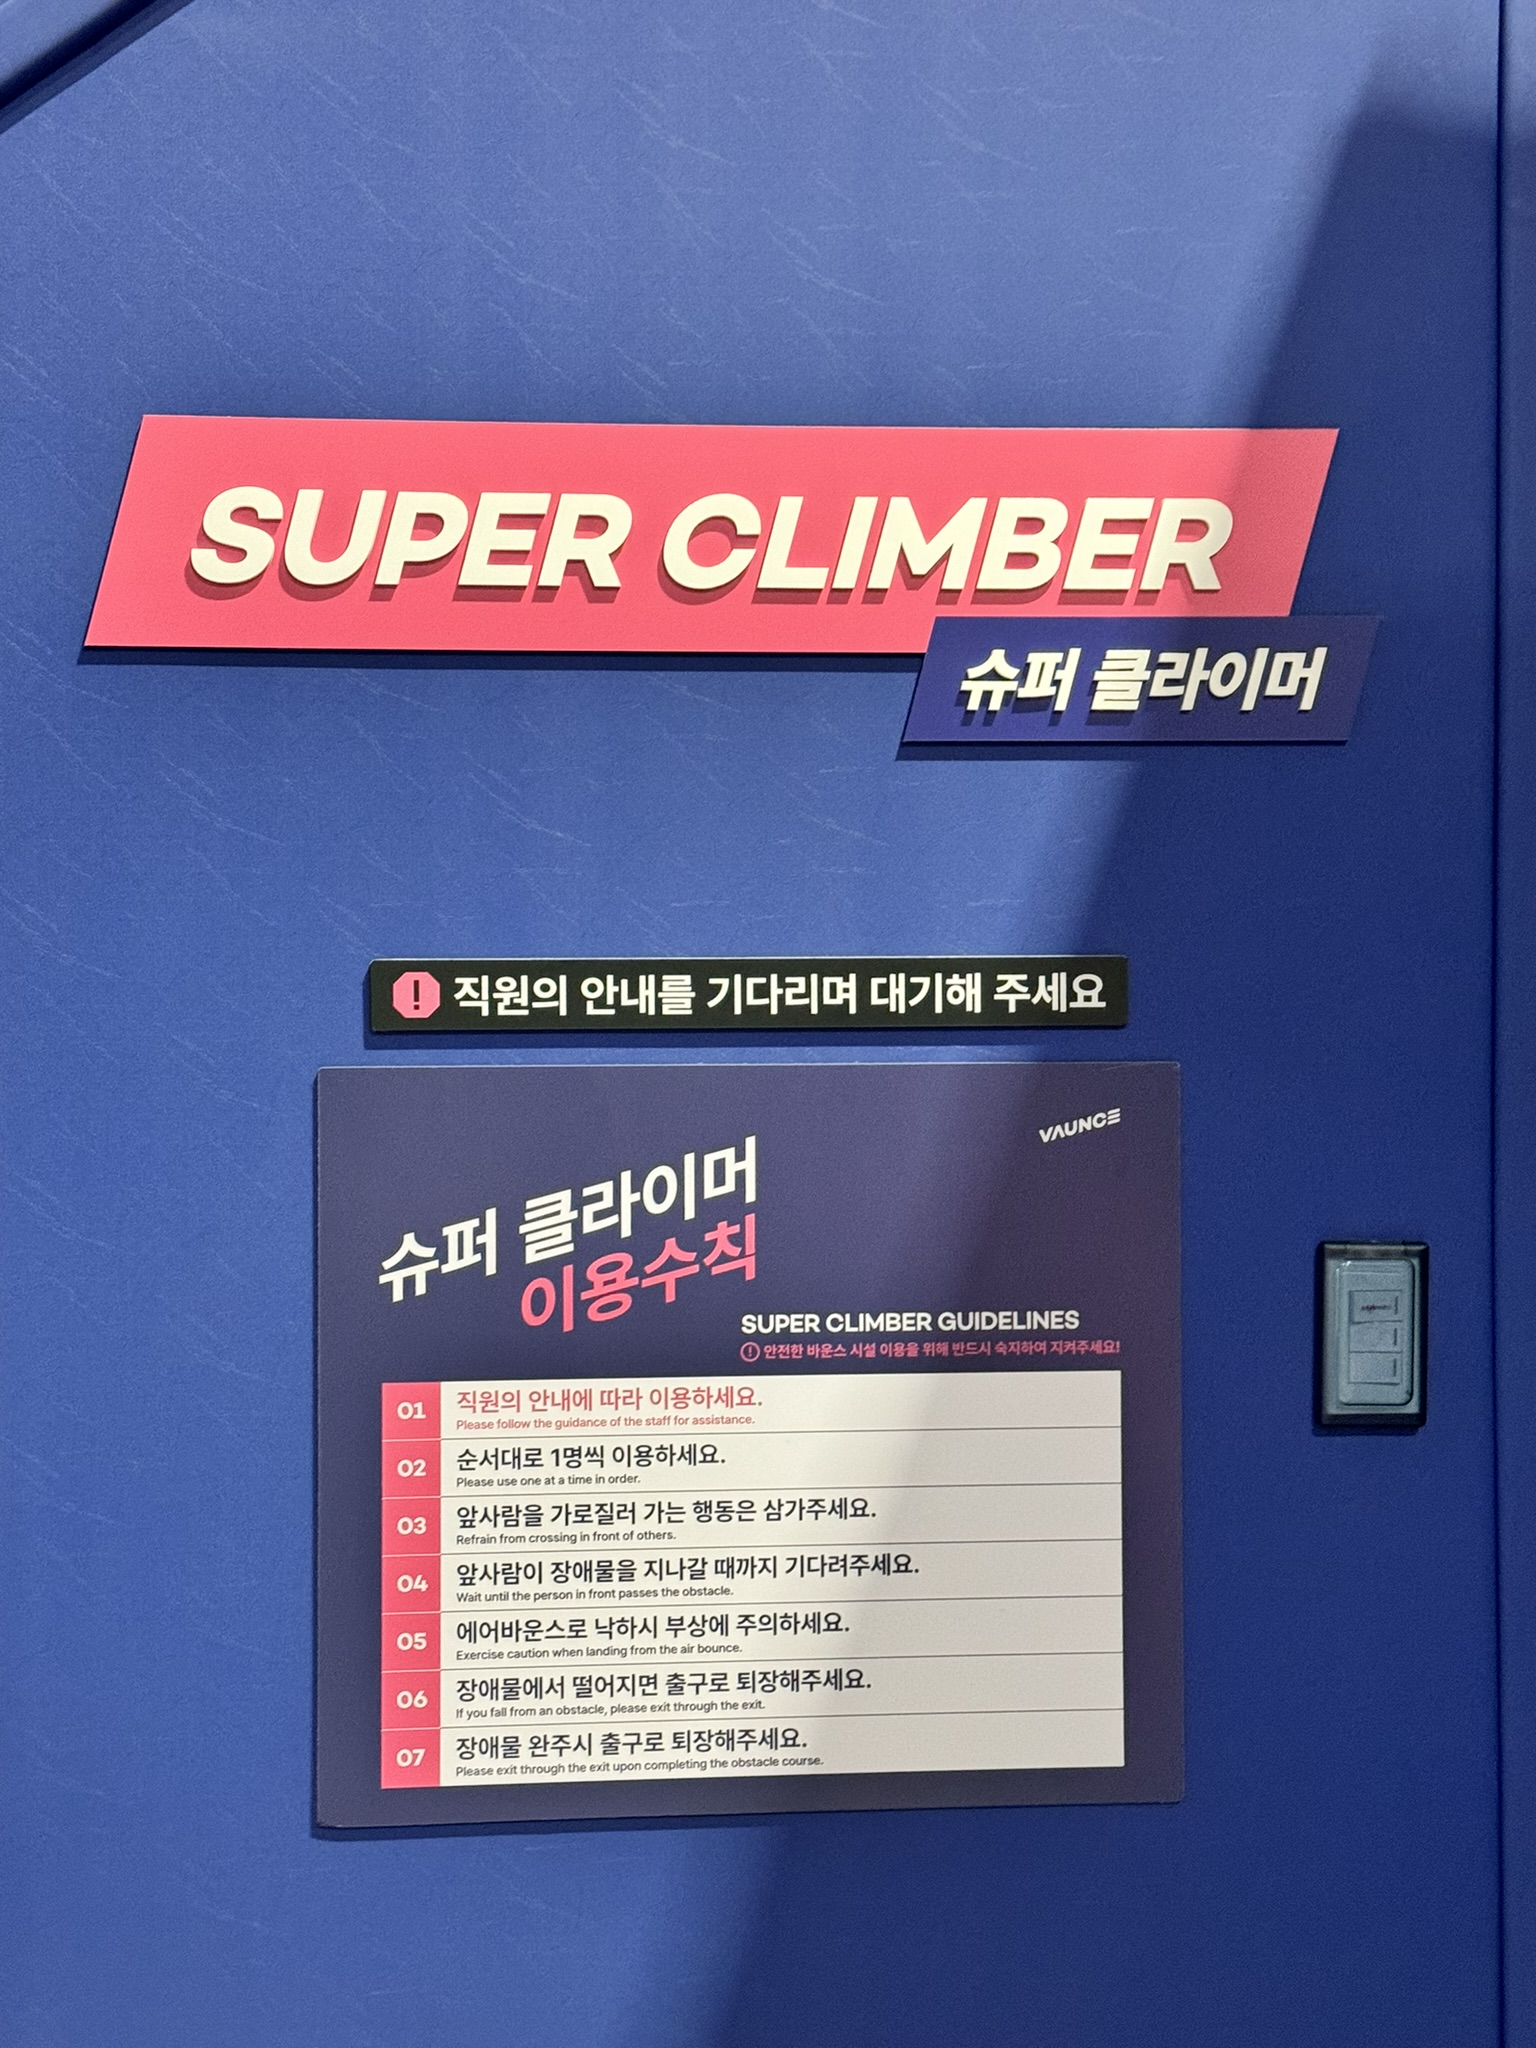 SUPER CLIMBER
슈퍼 클라이머
! 직원의 안내를 기다리며 대기해 주세요
VAUNCE
슈퍼 클라이머
이용수칙
SUPER CLIMBER GUIDELINES
! 안전한 바운스 시설 이용을 위해 반드시 숙지하여 지켜주세요!
01 직원의 안내에 따라 이용하세요.
Please follow the guidance of the staff for assistance.
02 순서대로 1명씩 이용하세요.
Please use one at a time in order.
03 앞사람을 가로질러 가는 행동은 삼가주세요.
Refrain from crossing in front of others.
04 앞사람이 장애물을 지나갈 때까지 기다려주세요.
Wait until the person in front passes the obstacle.
05 에어바운스로 낙하시 부상에 주의하세요.
Exercise caution when landing from the air bounce.
06 장애물에서 떨어지면 출구로 퇴장해주세요.
If you fall from an obstacle, please exit through the exit.
07 장애물 완주시 출구로 퇴장해주세요.
Please exit through the exit upon completing the obstacle course.